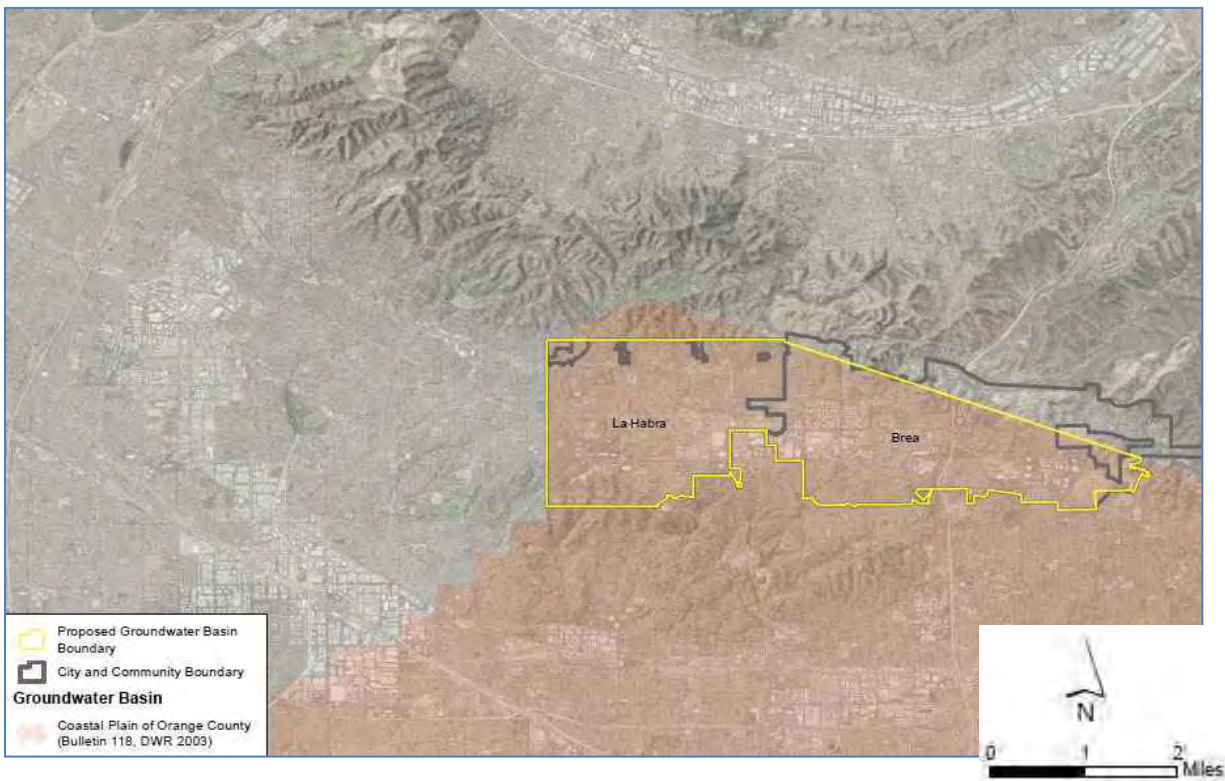 La Habra
Brea
Proposed Groundwater Basin
Boundary
City and Community Boundary
Groundwater Basin
Coastal Plain of Orange County
(Bulletin 118, DWR 2003)
N
0 1 2
Miles